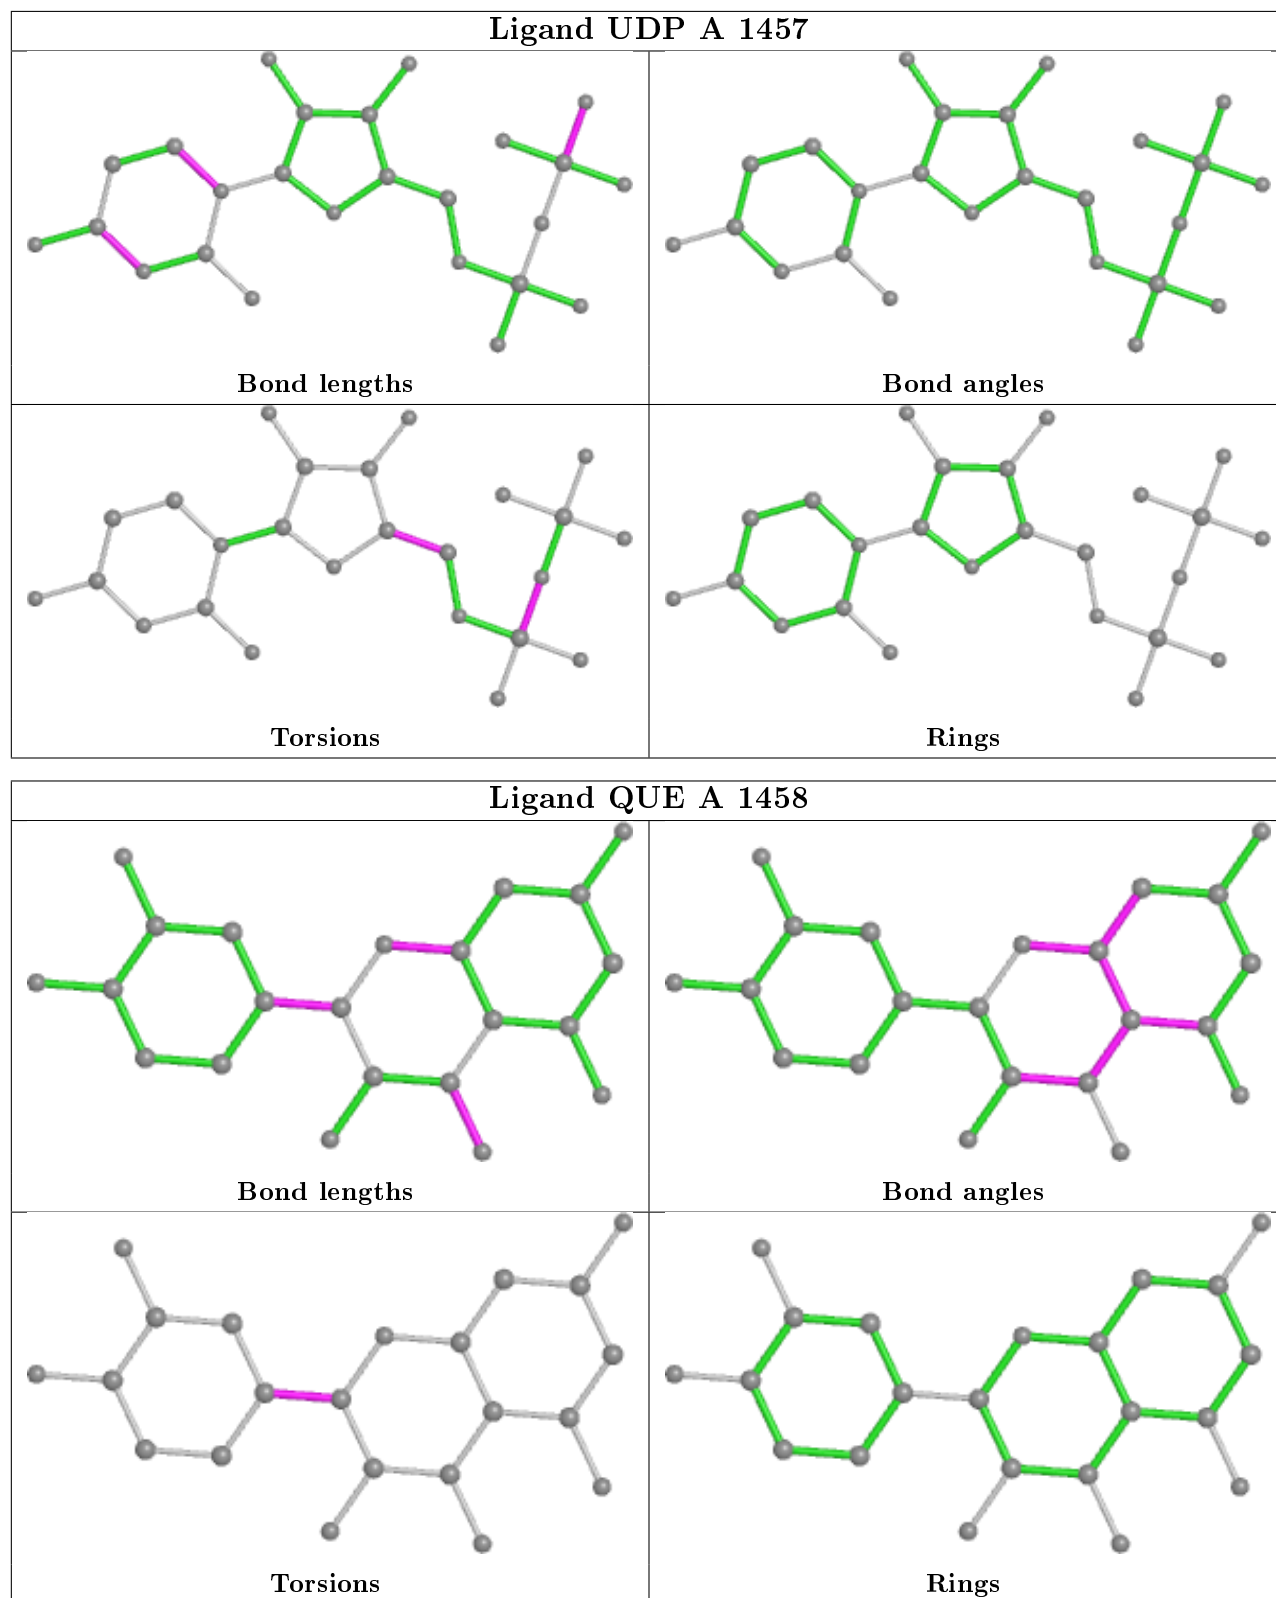 Ligand UDP A 1457
Bond lengths
Bond angles
Torsions
Rings
Ligand QUE A 1458
Bond lengths
Bond angles
Torsions
Rings